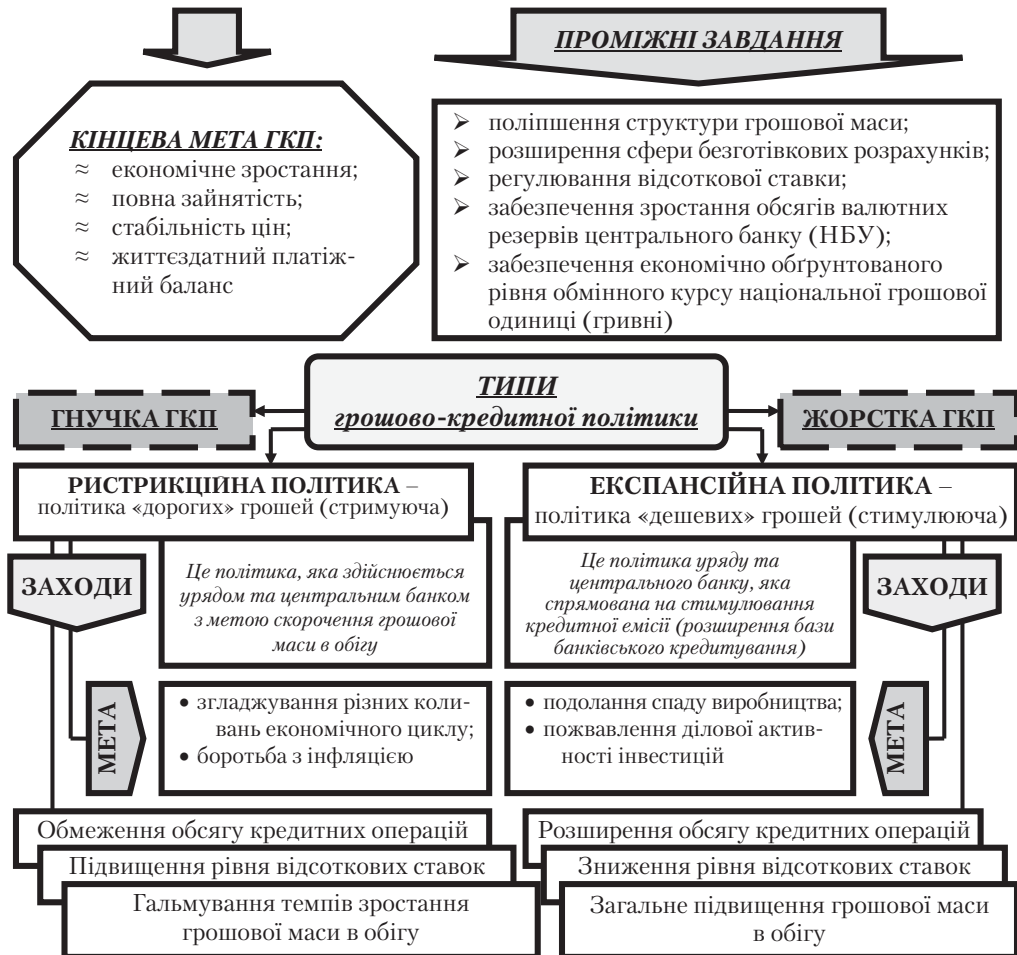 ПРОМІЖНІ ЗАВДАННЯ
КІНЦЕВА МЕТА ГКП:
≈ економічне зростання;
≈ повна зайнятість;
≈ стабільність цін;
≈ життєздатний платіж-
ний баланс
➢ поліпшення структури грошової маси;
➢ розширення сфери безготівкових розрахунків;
➢ регулювання відсоткової ставки;
➢ забезпечення зростання обсягів валютних
резервів центрального банку (НБУ);
➢ забезпечення економічно обґрунтованого
рівня обмінного курсу національної грошової
одиниці (гривні)
ТИПИ
грошово-кредитної політики
ГНУЧКА ГКП
ЖОРСТКА ГКП
РИСТРИКЦІЙНА ПОЛІТИКА –
політика «дорогих» грошей (стримуюча)
ЕКСПАНСІЙНА ПОЛІТИКА –
політика «дешевих» грошей (стимулююча)
ЗАХОДИ
Це політика, яка здійснюється
урядом та центральним банком
з метою скорочення грошової
маси в обігу
Це політика уряду та
центрального банку, яка
спрямована на стимулювання
кредитної емісії (розширення бази
банківського кредитування)
ЗАХОДИ
МЕТА
• згладжування різних коли-
вань економічного циклу;
• боротьба з інфляцією
• подолання спаду виробництва;
• пожвавлення ділової актив-
ності інвестицій
МЕТА
Обмеження обсягу кредитних операцій
Підвищення рівня відсоткових ставок
Гальмування темпів зростання
грошової маси в обігу
Розширення обсягу кредитних операцій
Зниження рівня відсоткових ставок
Загальне підвищення грошової маси
в обігу